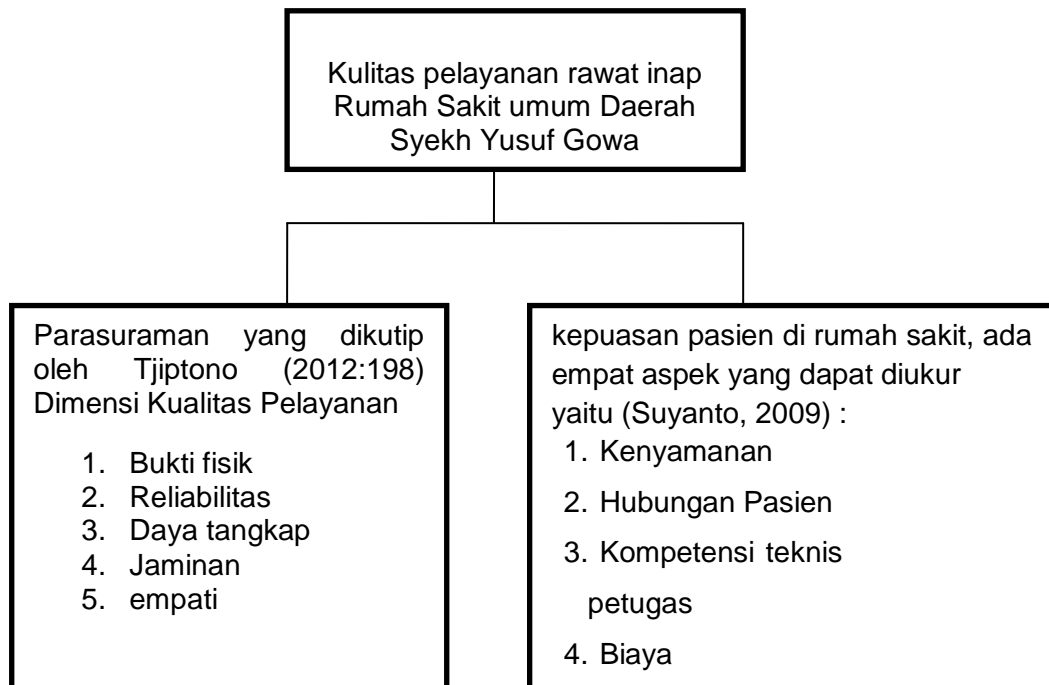 Kulitas pelayanan rawat inap
Rumah Sakit umum Daerah
Syekh Yusuf Gowa
Parasuraman yang dikutip
oleh Tjiptono (2012:198)
Dimensi Kualitas Pelayanan
1. Bukti fisik
2. Reliabilitas
3. Daya tangkap
4. Jaminan
5. empati
kepuasan pasien di rumah sakit, ada
empat aspek yang dapat diukur
yaitu (Suyanto, 2009) :
1. Kenyamanan
2. Hubungan Pasien
3. Kompetensi teknis
petugas
4. Biaya